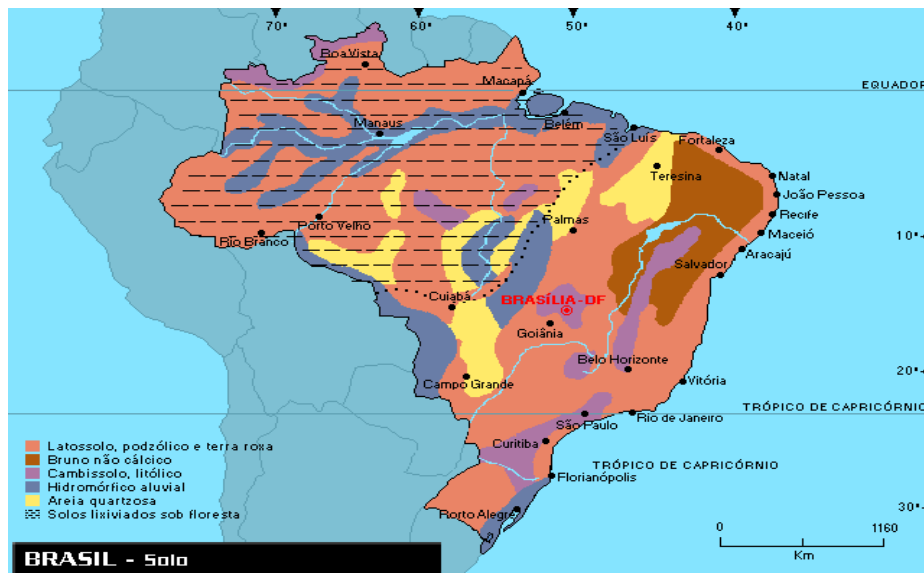 70°
60°
50°
40°
Boa Vista
Macapá
EQUADOR
Manaus
Belém
São Luís
Fortaleza
Teresina
Natal
João Pessoa
Porto Velho
Palmas
Recife
Rio Branco
10°
Maceió
Aracajú
Salvador
Cuiabá
BRASÍLIA-DF
Goiânia
Belo Horizonte
20°
Campo Grande
Vitória
TRÓPICO DE CAPRICÓRNIO
São Paulo
Rio de Janeiro
Curitiba
TRÓPICO DE CAPRICÓRNIO
Florianópolis
Porto Alegre
30°
Latossolo, podzólico e terra roxa
Bruno não cálcico
Cambissolo, litólico
Hidromórfico aluvial
Areia quartzosa
Solos lixiviados sob floresta
0
1160
Km
BRASIL - Solo